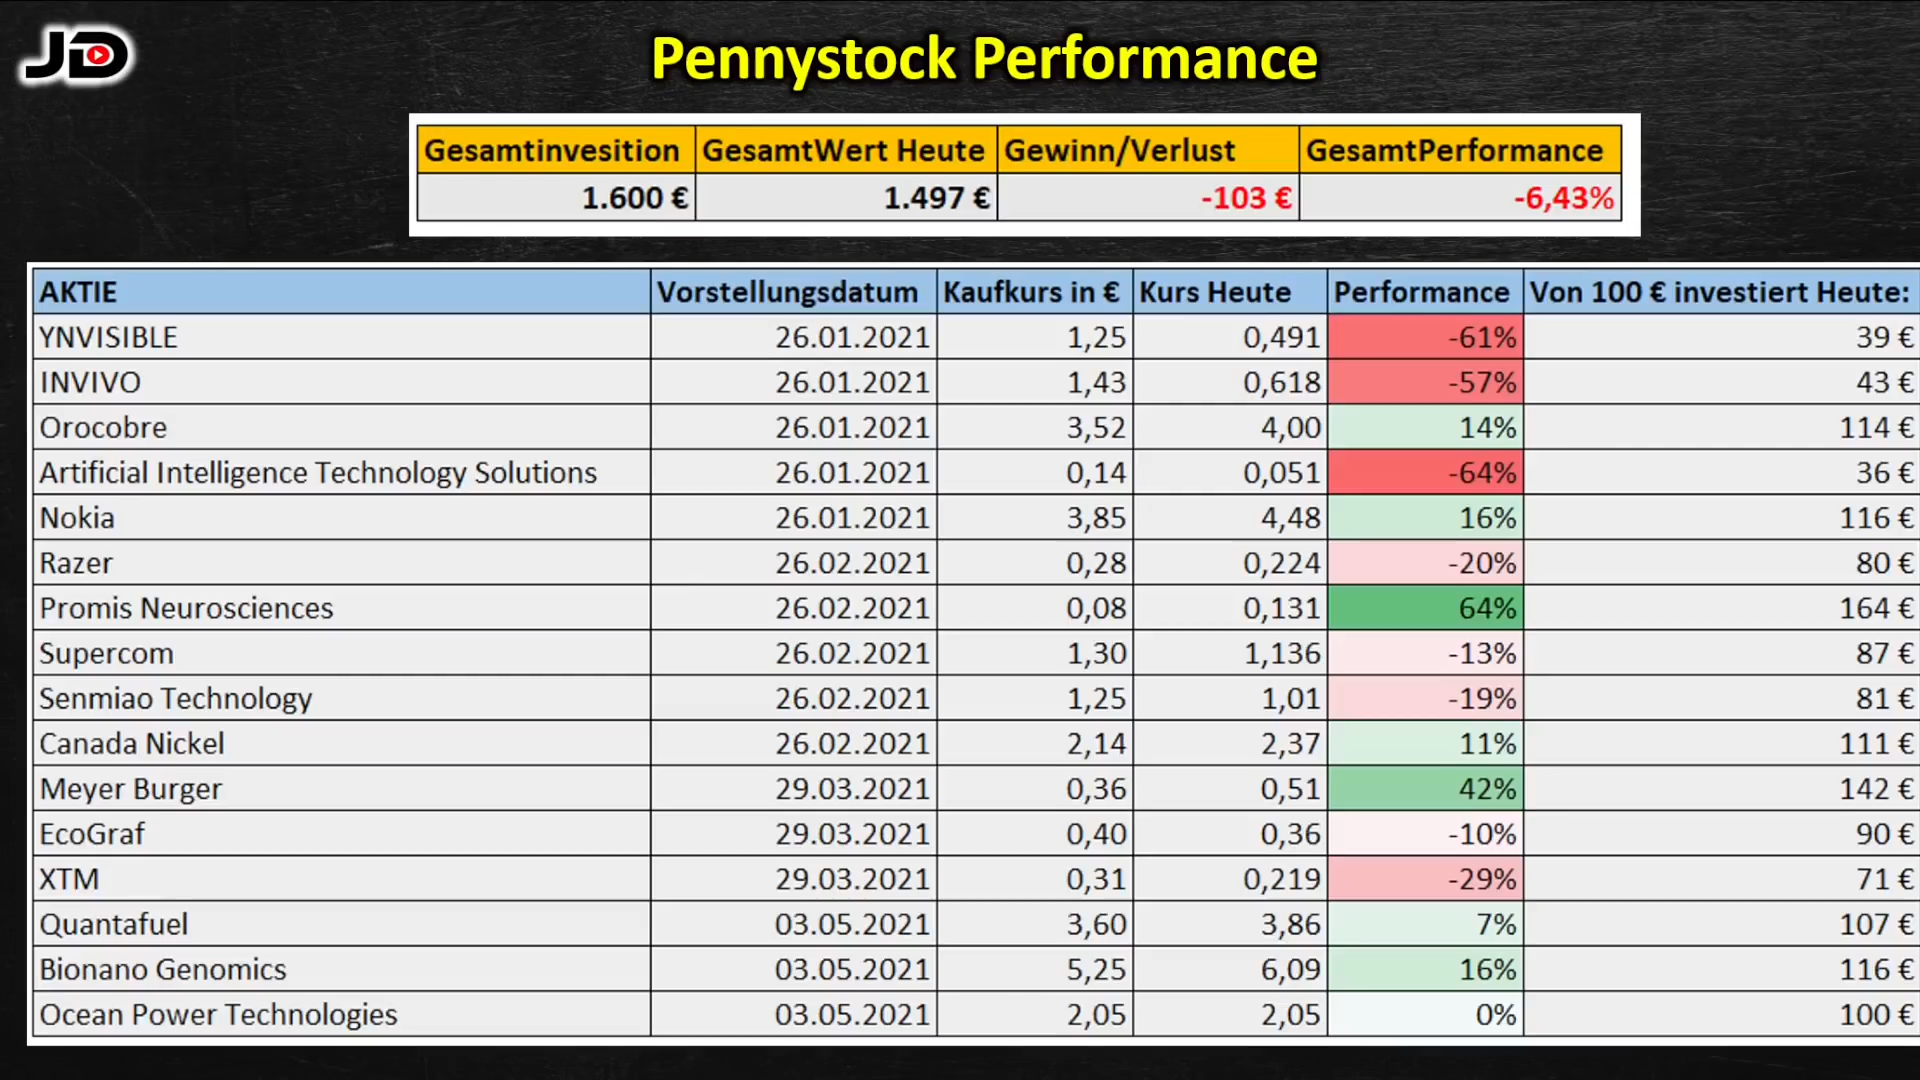 JD
Pennystock Performance
Gesamtinvesition GesamtWert Heute Gewinn/Verlust GesamtPerformance
1.600 € 1.497 € -103 € -6,43%
AKTIE Vorstellungsdatum Kaufkurs in € Kurs Heute Performance Von 100 € investiert Heute:
YNVISIBLE 26.01.2021 1,25 0,491 -61% 39 €
INVIVO 26.01.2021 1,43 0,618 -57% 43 €
Orocobre 26.01.2021 3,52 4,00 14% 114 €
Artificial Intelligence Technology Solutions 26.01.2021 0,14 0,051 -64% 36 €
Nokia 26.01.2021 3,85 4,48 16% 116 €
Razer 26.02.2021 0,28 0,224 -20% 80 €
Promis Neurosciences 26.02.2021 0,08 0,131 64% 164 €
Supercom 26.02.2021 1,30 1,136 -13% 87 €
Senmiao Technology 26.02.2021 1,25 1,01 -19% 81 €
Canada Nickel 26.02.2021 2,14 2,37 11% 111 €
Meyer Burger 29.03.2021 0,36 0,51 42% 142 €
EcoGraf 29.03.2021 0,40 0,36 -10% 90 €
XTM 29.03.2021 0,31 0,219 -29% 71 €
Quantafuel 03.05.2021 3,60 3,86 7% 107 €
Bionano Genomics 03.05.2021 5,25 6,09 16% 116 €
Ocean Power Technologies 03.05.2021 2,05 2,05 0% 100 €